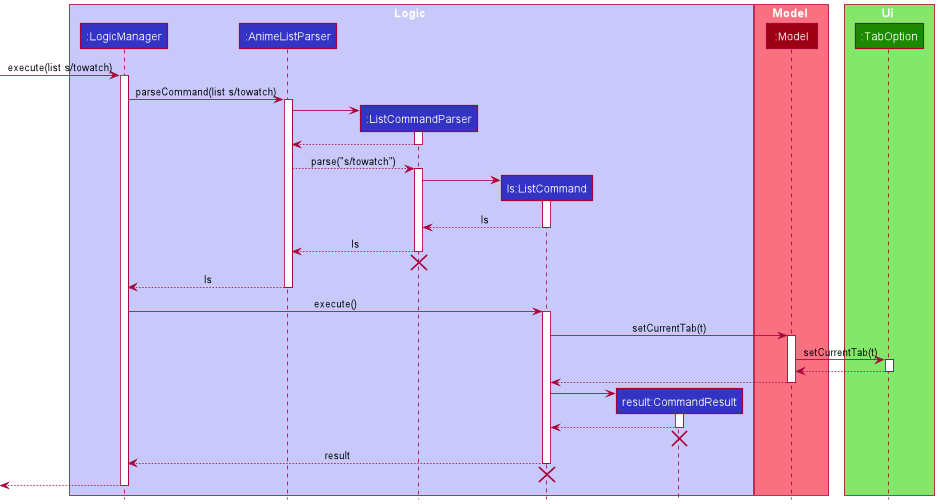 Logic
Model
Ui
:LogicManager
:AnimeListParser
:Model
:TabOption
execute(list s/towatch)
parseCommand(list s/towatch)
:ListCommandParser
parse("s/towatch")
ls:ListCommand
ls
ls
ls
execute()
setCurrentTab(t)
setCurrentTab(t)
result:CommandResult
result